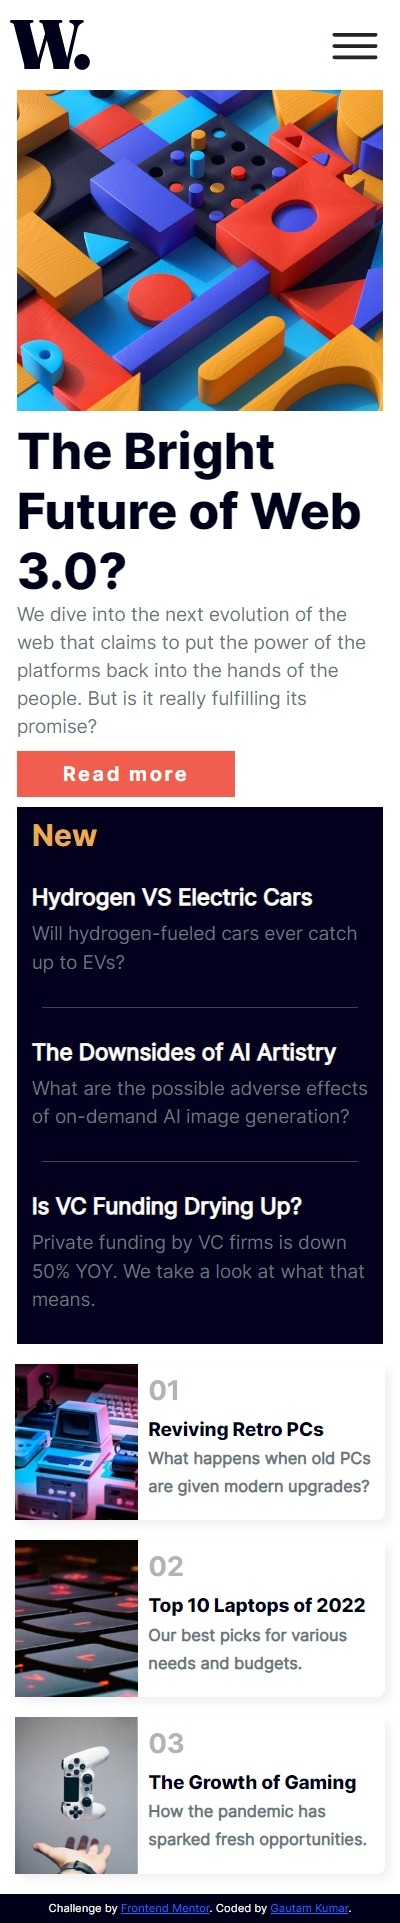 W.
The Bright
Future of Web
3.0?
We dive into the next evolution of the
web that claims to put the power of the
platforms back into the hands of the
people. But is it really fulfilling its
promise?
Read more
New
Hydrogen VS Electric Cars
Will hydrogen-fueled cars ever catch
up to EVs?
The Downsides of AI Artistry
What are the possible adverse effects
of on-demand AI image generation?
Is VC Funding Drying Up?
Private funding by VC firms is down
50% YOY. We take a look at what that
means.
01
Reviving Retro PCs
What happens when old PCs
are given modern upgrades?
02
Top 10 Laptops of 2022
Our best picks for various
needs and budgets.
03
The Growth of Gaming
How the pandemic has
sparked fresh opportunities.
Challenge by Frontend Mentor. Coded by Gautam Kumar.